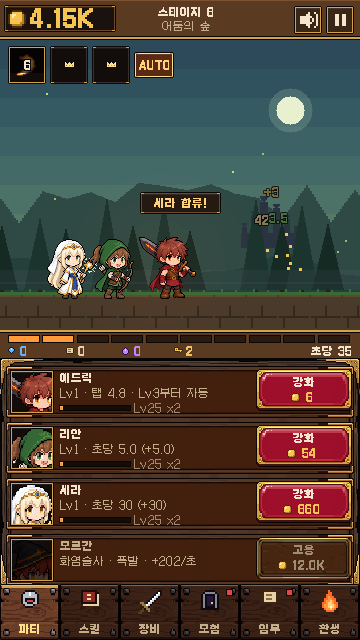 4.15K
스테이지 6
어둠의 숲
6
AUTO
세라 합류!
+3
423.5
0
0
0
2
초당 35
에드릭
Lv1 · 탭 4.8 · Lv3부터 자동
Lv25 x2
강화
6
리안
Lv1 · 초당 5.0 (+5.0)
Lv25 x2
강화
54
세라
Lv1 · 초당 30 (+30)
Lv25 x2
강화
860
모르간
화염술사 · 폭발 · +202/초
고용
12.0K
파티
스킬
장비
모험
임무
환생